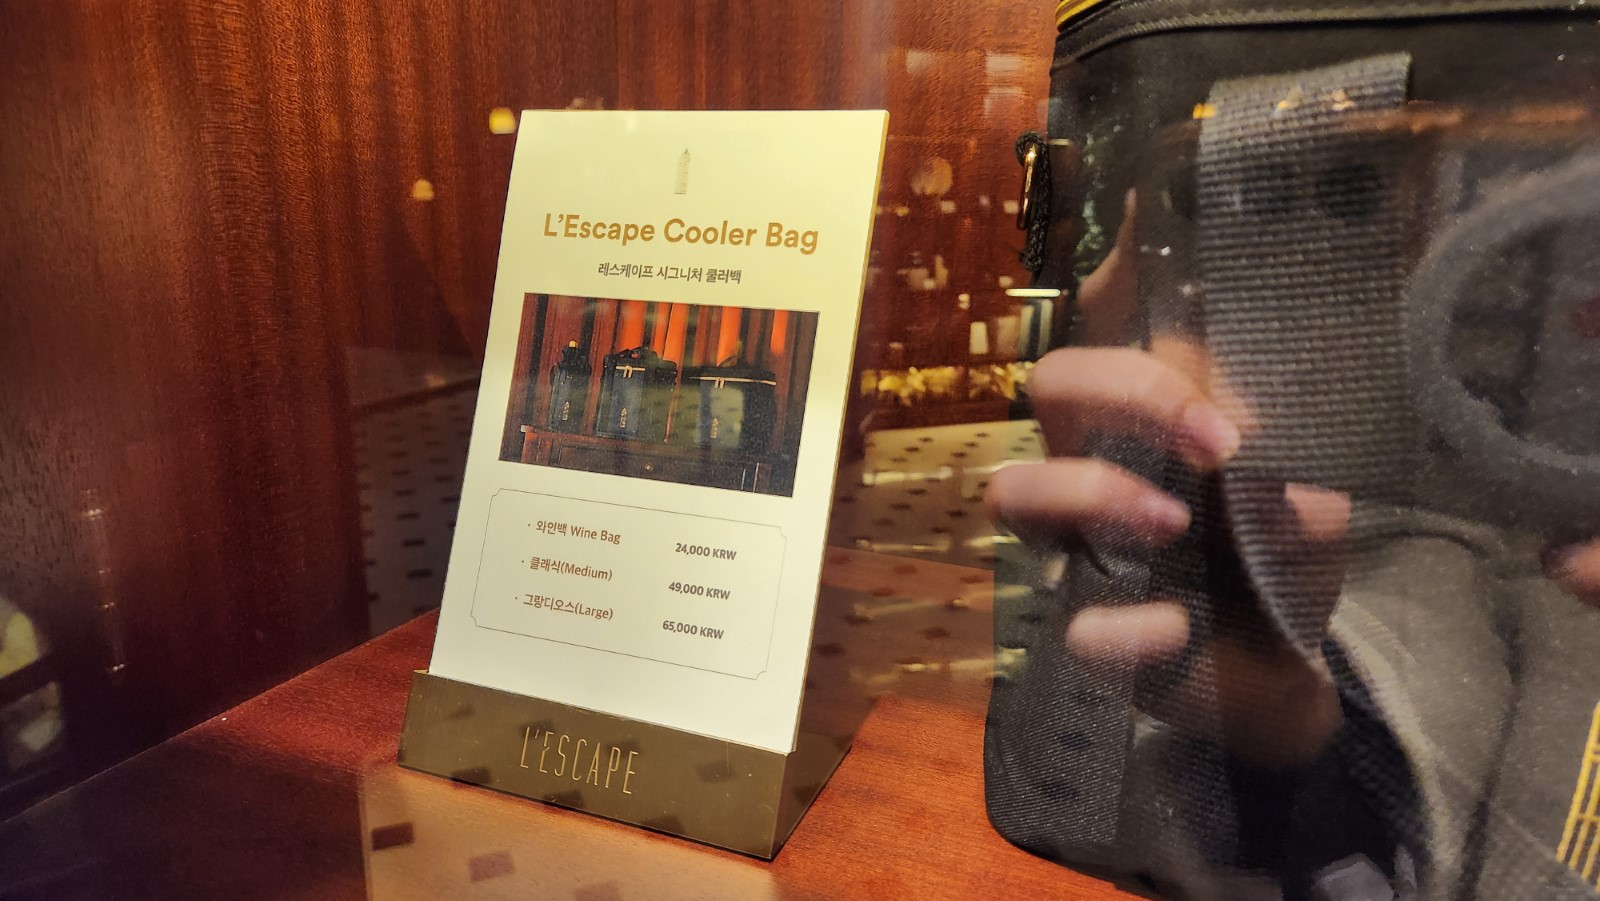 L'Escape Cooler Bag
레스케이프 시그니처 쿨러백
· 와인백 Wine Bag 24,000 KRW
· 클래식(Medium) 49,000 KRW
· 그랑디오스(Large) 65,000 KRW
L'ESCAPE